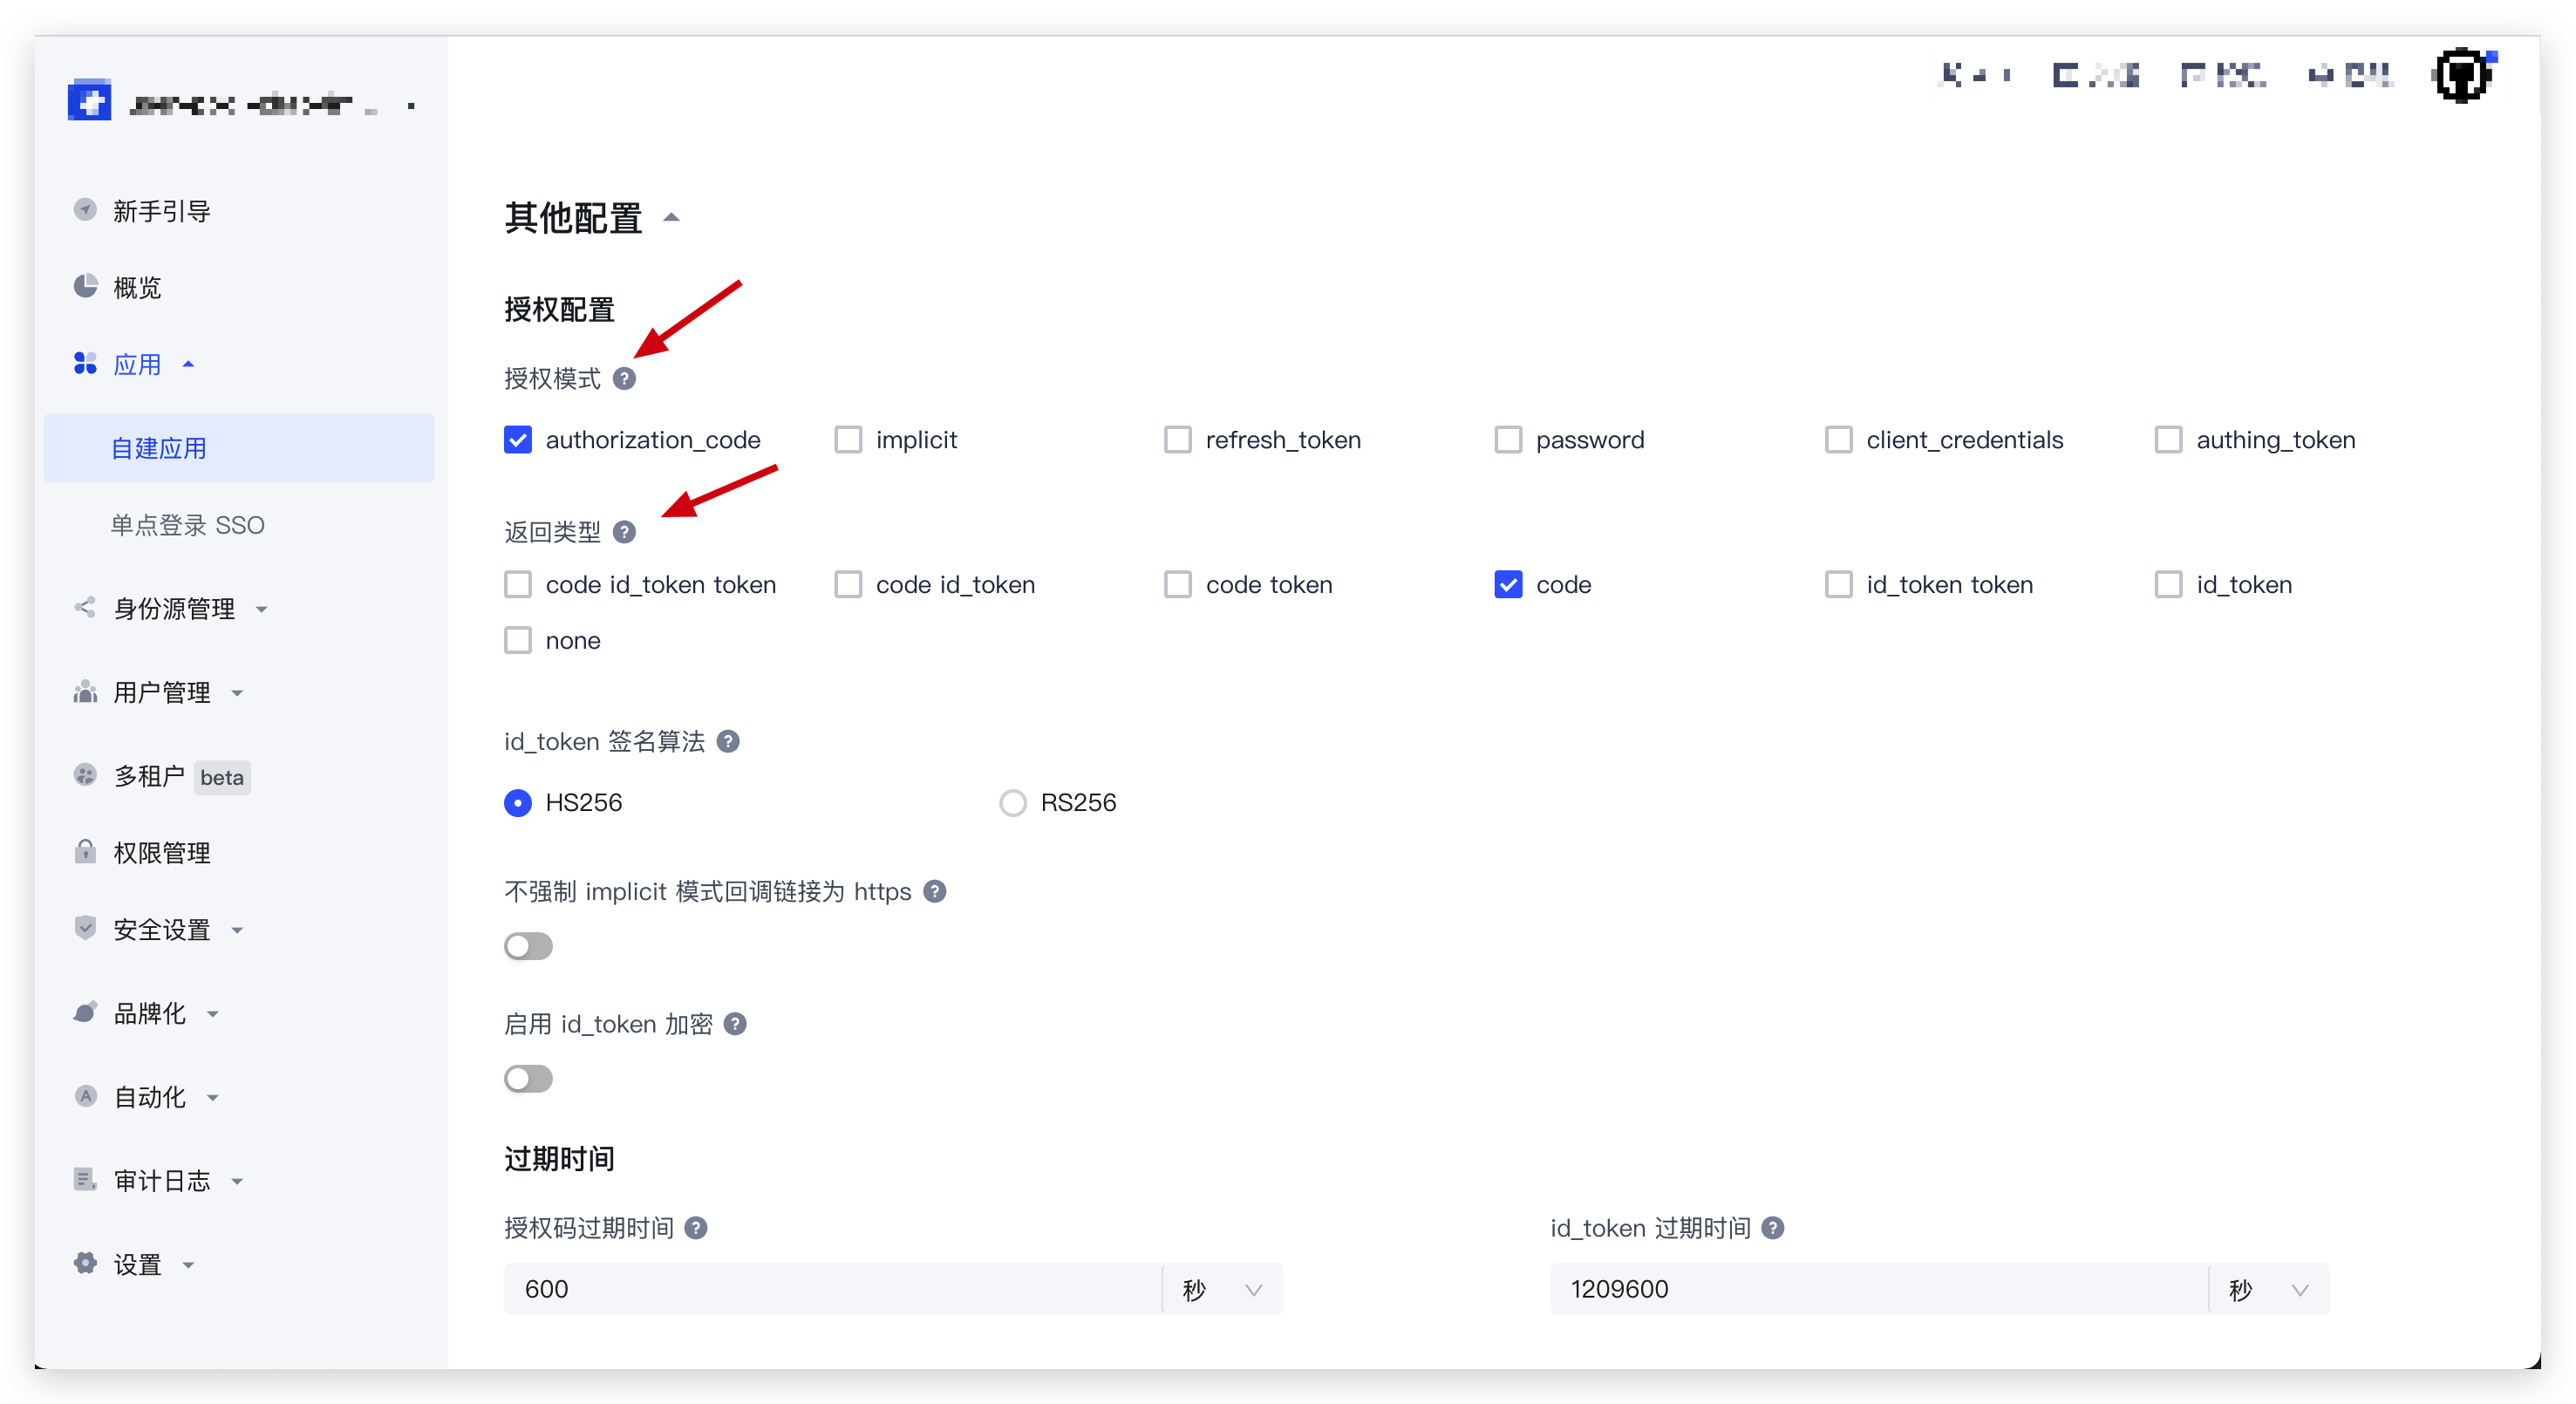 新手引导
概览
应用
自建应用
单点登录 SSO
身份源管理
用户管理
多租户 beta
权限管理
安全设置
品牌化
自动化
审计日志
设置
其他配置
授权配置
授权模式 ?
authorization_code implicit refresh_token password client_credentials authing_token
返回类型 ?
code id_token token code id_token code token code id_token token id_token
none
id_token 签名算法 ?
HS256 RS256
不强制 implicit 模式回调链接为 https ?
启用 id_token 加密 ?
过期时间
授权码过期时间 ? id_token 过期时间 ?
600 秒 1209600 秒